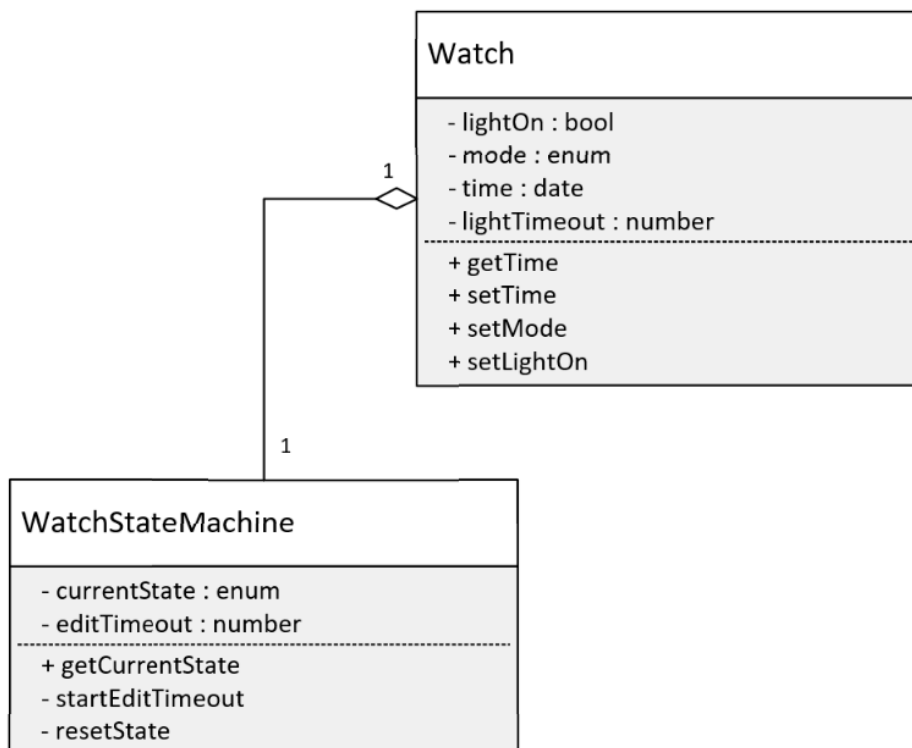 Watch
- lightOn : bool
- mode : enum
- time : date
- lightTimeout : number
+ getTime
+ setTime
+ setMode
+ setLightOn
1
1
WatchStateMachine
- currentState : enum
- editTimeout : number
+ getCurrentState
- startEditTimeout
- resetState